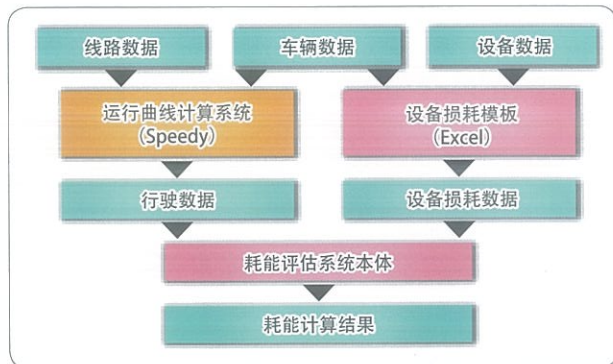 线路数据
车辆数据
设备数据
运行曲线计算系统
(Speedy)
设备损耗模板
(Excel)
行驶数据
设备损耗数据
耗能评估系统本体
耗能计算结果